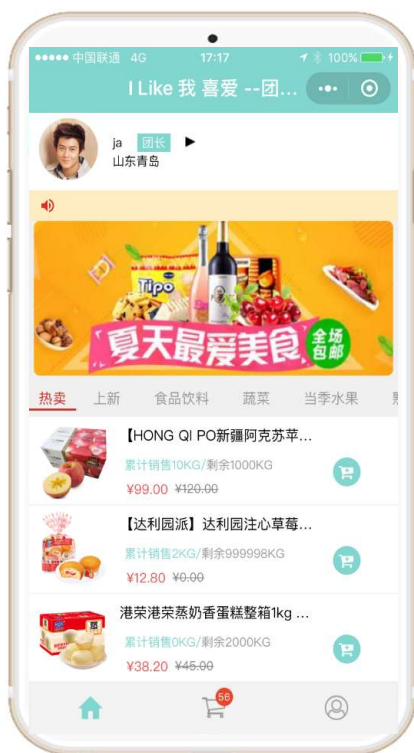 中国联通 4G 17:17 100%
I Like 我 喜爱 --团...
ja 团长
山东青岛
Tipo
夏天最爱美食 全场包邮
热卖 上新 食品饮料 蔬菜 当季水果
【HONG QI PO新疆阿克苏苹...
累计销售10KG/剩余1000KG
¥99.00 ¥120.00
【达利园派】达利园注心草莓...
累计销售2KG/剩余999998KG
¥12.80 ¥0.00
港荣港荣蒸奶香蛋糕整箱1kg ...
累计销售0KG/剩余2000KG
¥38.20 ¥45.00
56